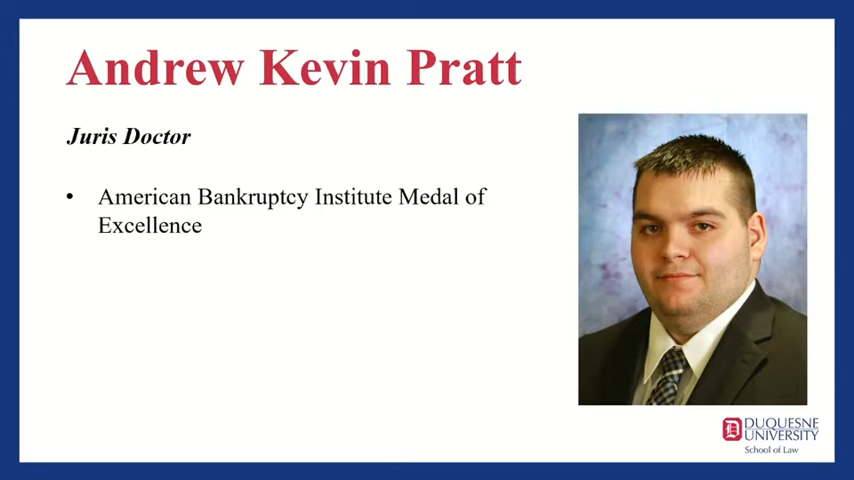 Andrew Kevin Pratt
Juris Doctor
• American Bankruptcy Institute Medal of
Excellence
D
DUQUESNE
UNIVERSITY
School of Law